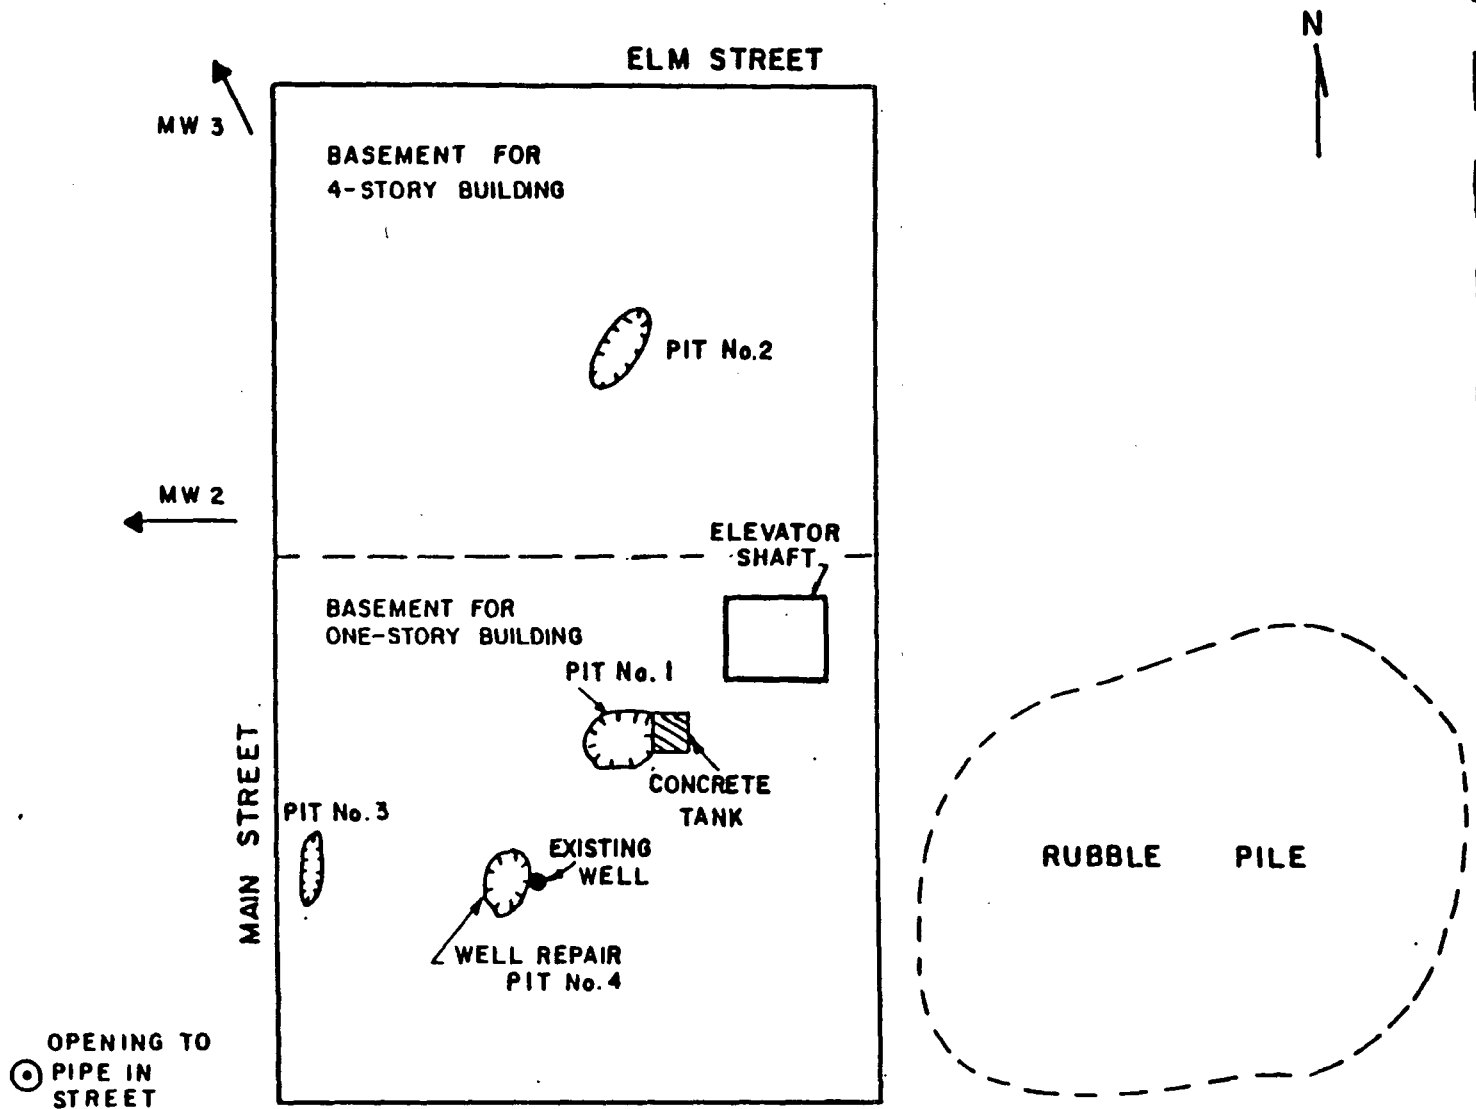 N
ELM STREET
MW 3
BASEMENT FOR
4-STORY BUILDING
PIT No.2
MW 2
ELEVATOR
SHAFT
BASEMENT FOR
ONE-STORY BUILDING
PIT No. 1
CONCRETE
TANK
MAIN STREET
PIT No. 3
EXISTING
WELL
RUBBLE PILE
WELL REPAIR
PIT No. 4
OPENING TO
PIPE IN
STREET